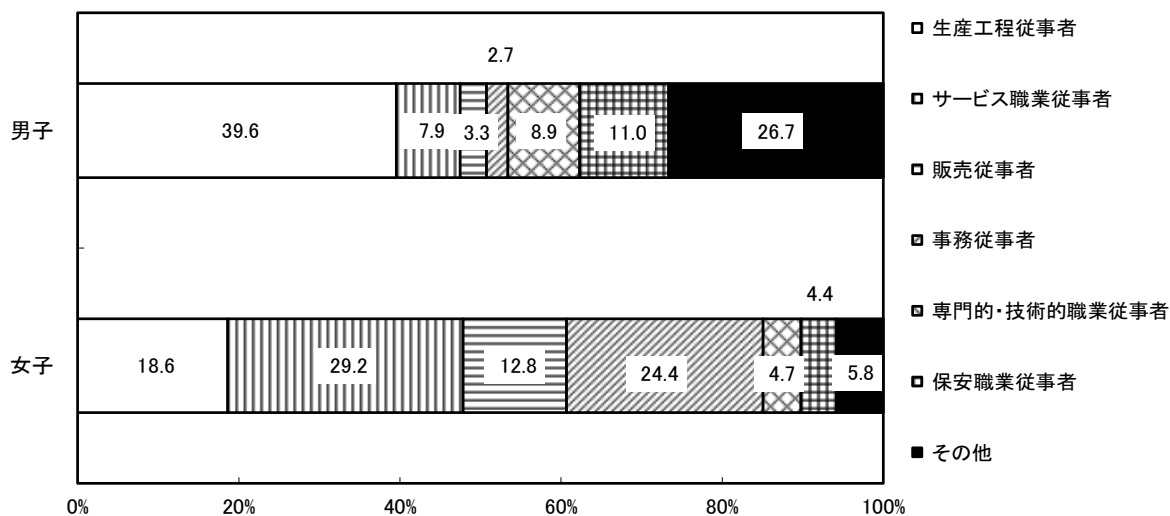 2.7
男子
39.6
7.9
3.3
8.9
11.0
26.7
4.4
女子
18.6
29.2
12.8
24.4
4.7
5.8
0%
20%
40%
60%
80%
100%
生産工程従事者
サービス職業従事者
販売従事者
事務従事者
専門的・技術的職業従事者
保安職業従事者
その他